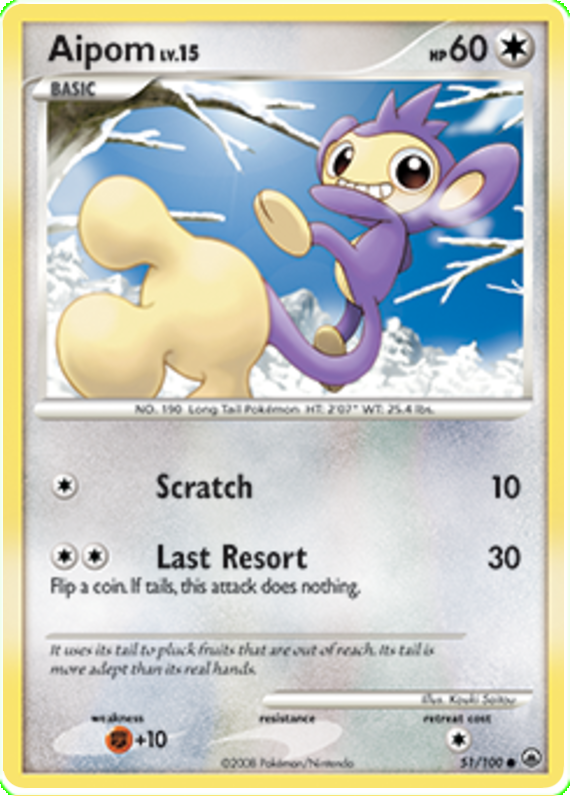 Aipom LV.15 HP 60
BASIC
NO. 190 Long Tail Pokémon HT: 2'07" WT: 25.4 lbs.
Scratch 10
Last Resort 30
Flip a coin. If tails, this attack does nothing.
It uses its tail to pluck fruits that are out of reach. Its tail is
more adept than its real hands.
Illus. Kouki Saitou
weakness resistance retreat cost
+10
©2008 Pokémon/Nintendo 51/100